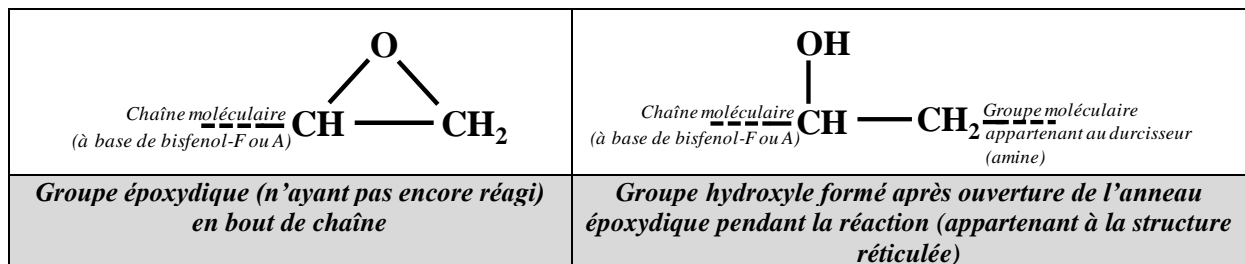 O
Chaîne moléculaire
(à base de bisfenol-F ou A)
CH
CH2
OH
Chaîne moléculaire
(à base de bisfenol-F ou A)
CH
CH2
Groupe moléculaire
appartenant au durcisseur
(amine)
Groupe époxydique (n’ayant pas encore réagi)
en bout de chaîne
Groupe hydroxyle formé après ouverture de l’anneau
époxydique pendant la réaction (appartenant à la structure
réticulée)